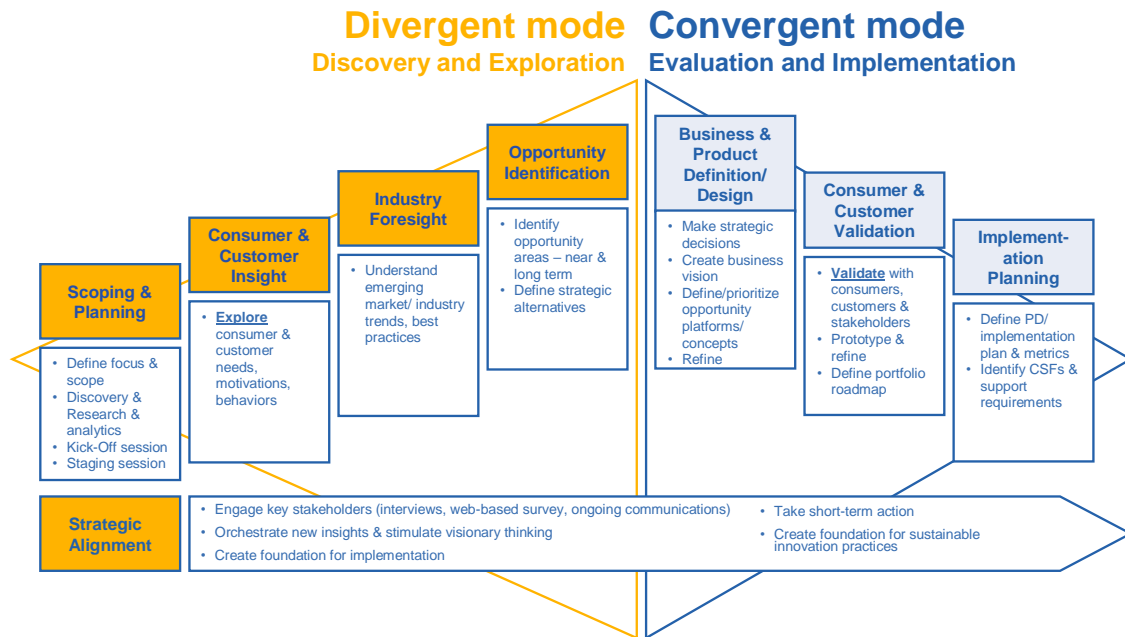 Divergent mode
Discovery and Exploration
Convergent mode
Evaluation and Implementation
Scoping &
Planning
• Define focus &
scope
• Discovery &
Research &
analytics
• Kick-Off session
• Staging session
Consumer &
Customer
Insight
• Explore
consumer &
customer
needs,
motivations,
behaviors
Industry
Foresight
• Understand
emerging
market/ industry
trends, best
practices
Opportunity
Identification
• Identify
opportunity
areas – near &
long term
• Define strategic
alternatives
Business &
Product
Definition/
Design
• Make strategic
decisions
• Create business
vision
• Define/prioritize
opportunity
platforms/
concepts
• Refine
Consumer &
Customer
Validation
• Validate with
consumers,
customers &
stakeholders
• Prototype &
refine
• Define portfolio
roadmap
Implement-
ation
Planning
• Define PD/
implementation
plan & metrics
• Identify CSFs &
support
requirements
Strategic
Alignment
• Engage key stakeholders (interviews, web-based survey, ongoing communications)
• Orchestrate new insights & stimulate visionary thinking
• Create foundation for implementation
• Take short-term action
• Create foundation for sustainable
innovation practices